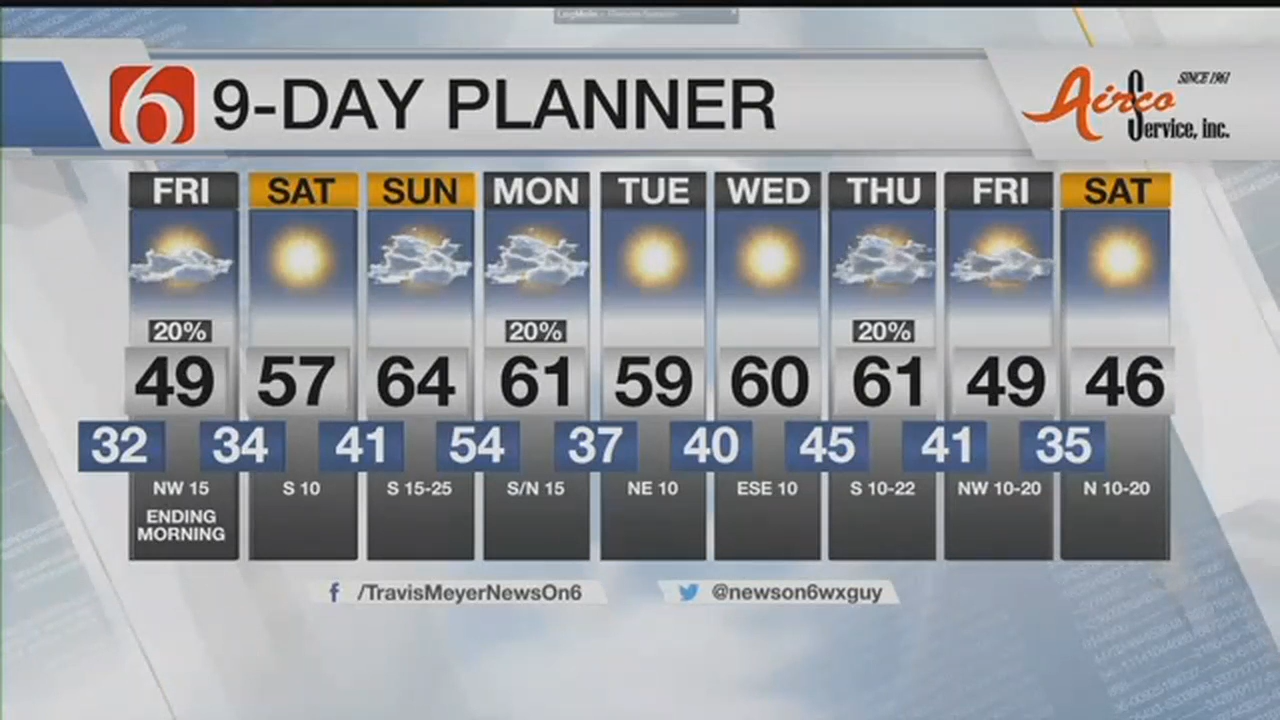 6 9-DAY PLANNER
SINCE 1961
Airco
Service, inc.
FRI SAT SUN MON TUE WED THU FRI SAT
20% 20% 20%
49 57 64 61 59 60 61 49 46
32 34 41 54 37 40 45 41 35
NW 15 S 10 S 15-25 S/N 15 NE 10 ESE 10 S 10-22 NW 10-20 N 10-20
ENDING
MORNING
f /TravisMeyerNewsOn6 @newson6wxguy